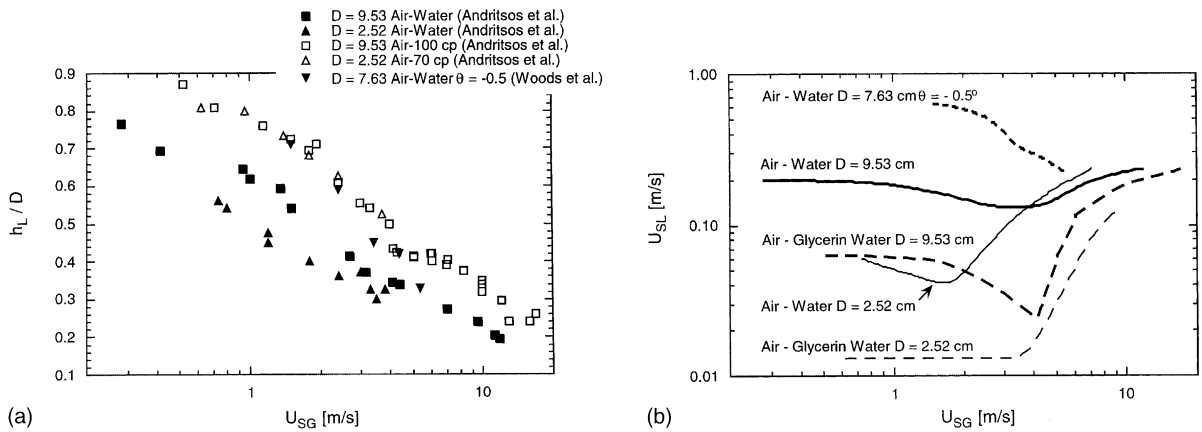 D = 9.53 Air-Water (Andritsos et al.)
D = 2.52 Air-Water (Andritsos et al.)
D = 9.53 Air-100 cp (Andritsos et al.)
D = 2.52 Air-70 cp (Andritsos et al.)
D = 7.63 Air-Water θ = -0.5 (Woods et al.)
0.9
0.8
0.7
0.6
0.5
0.4
0.3
0.2
0.1
h_L / D
1
10
U_SG [m/s]
(a)
1.00
0.10
0.01
U_SL [m/s]
Air - Water D = 7.63 cm θ = -0.5º
Air - Water D = 9.53 cm
Air - Glycerin Water D = 9.53 cm
Air - Water D = 2.52 cm
Air - Glycerin Water D = 2.52 cm
1
10
U_SG [m/s]
(b)